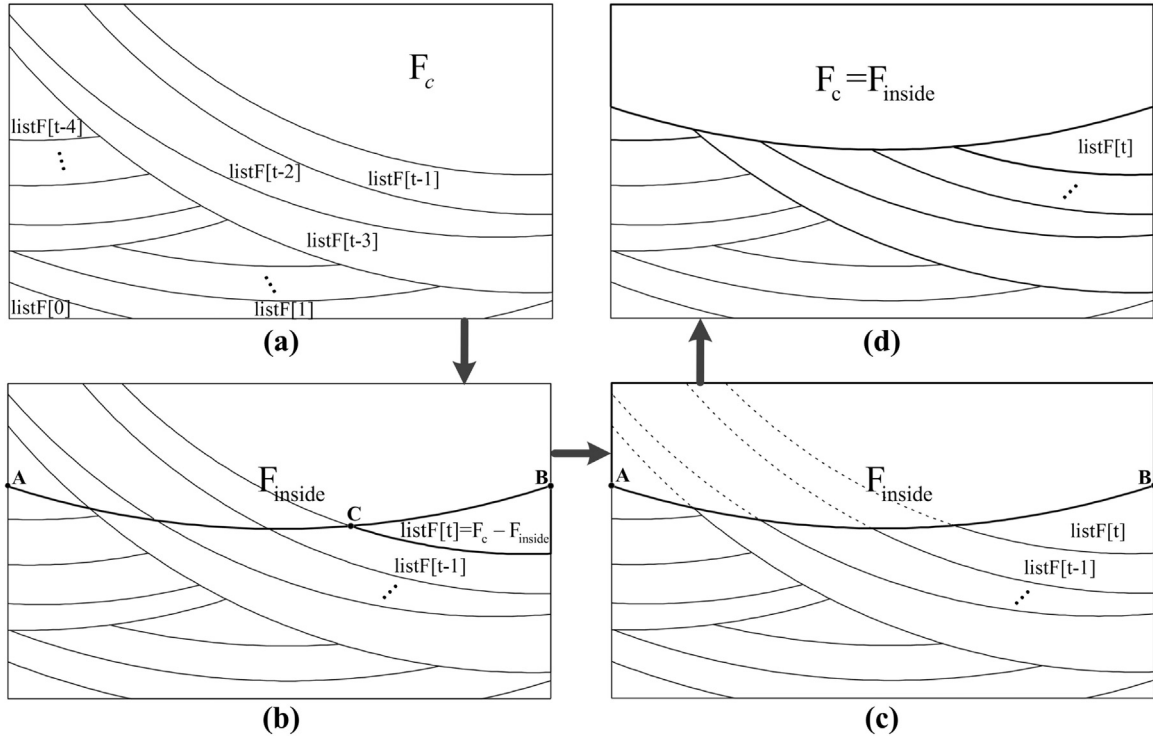 F_c
listF[t-4]
listF[t-2]
listF[t-1]
listF[t-3]
listF[0]
listF[1]
(a)
F_c = F_inside
listF[t]
(d)
A
B
F_inside
C
listF[t]=F_c − F_inside
listF[t-1]
(b)
A
B
F_inside
listF[t]
listF[t-1]
(c)